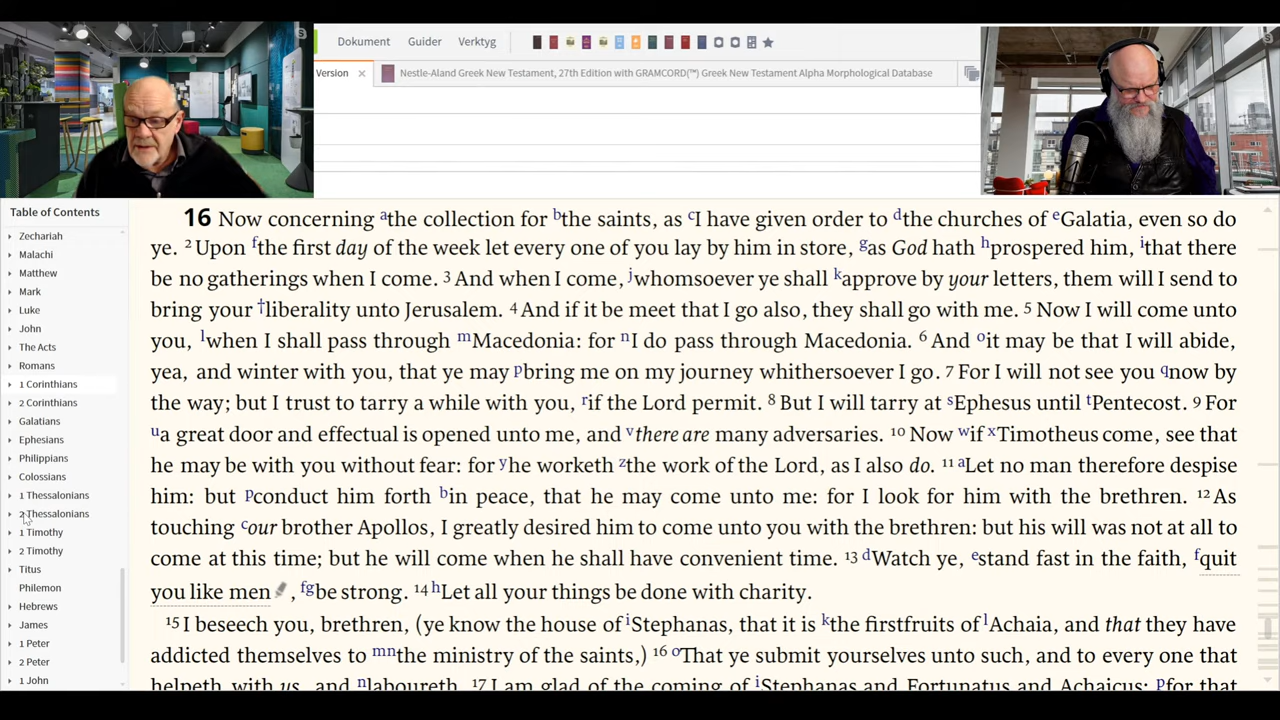 Dokument Guider Verktyg
Version × Nestle-Aland Greek New Testament, 27th Edition with GRAMCORD(™) Greek New Testament Alpha Morphological Database
Table of Contents
Zechariah
Malachi
Matthew
Mark
Luke
John
The Acts
Romans
1 Corinthians
2 Corinthians
Galatians
Ephesians
Philippians
Colossians
1 Thessalonians
2 Thessalonians
1 Timothy
2 Timothy
Titus
Philemon
Hebrews
James
1 Peter
2 Peter
1 John
16 Now concerning athe collection for bthe saints, as cI have given order to dthe churches of eGalatia, even so do
ye. 2 Upon fthe first day of the week let every one of you lay by him in store, gas God hath hprospered him, ithat there
be no gatherings when I come. 3 And when I come, jwhomsoever ye shall kapprove by your letters, them will I send to
bring your †liberality unto Jerusalem. 4 And if it be meet that I go also, they shall go with me. 5 Now I will come unto
you, lwhen I shall pass through mMacedonia: for nI do pass through Macedonia. 6 And oit may be that I will abide,
yea, and winter with you, that ye may pbring me on my journey whithersoever I go. 7 For I will not see you qnow by
the way; but I trust to tarry a while with you, rif the Lord permit. 8 But I will tarry at sEphesus until tPentecost. 9 For
ua great door and effectual is opened unto me, and vthere are many adversaries. 10 Now wif xTimotheus come, see that
he may be with you without fear: for yhe worketh zthe work of the Lord, as I also do. 11 aLet no man therefore despise
him: but pconduct him forth bin peace, that he may come unto me: for I look for him with the brethren. 12 As
touching cour brother Apollos, I greatly desired him to come unto you with the brethren: but his will was not at all to
come at this time; but he will come when he shall have convenient time. 13 dWatch ye, estand fast in the faith, fquit
you like men, fgbe strong. 14 hLet all your things be done with charity.
15 I beseech you, brethren, (ye know the house of iStephanas, that it is kthe firstfruits of lAchaia, and that they have
addicted themselves to mnthe ministry of the saints,) 16 oThat ye submit yourselves unto such, and to every one that
helpeth with us, and nlaboureth. 17 I am glad of the coming of iStephanas and Fortunatus and Achaicus: pfor that